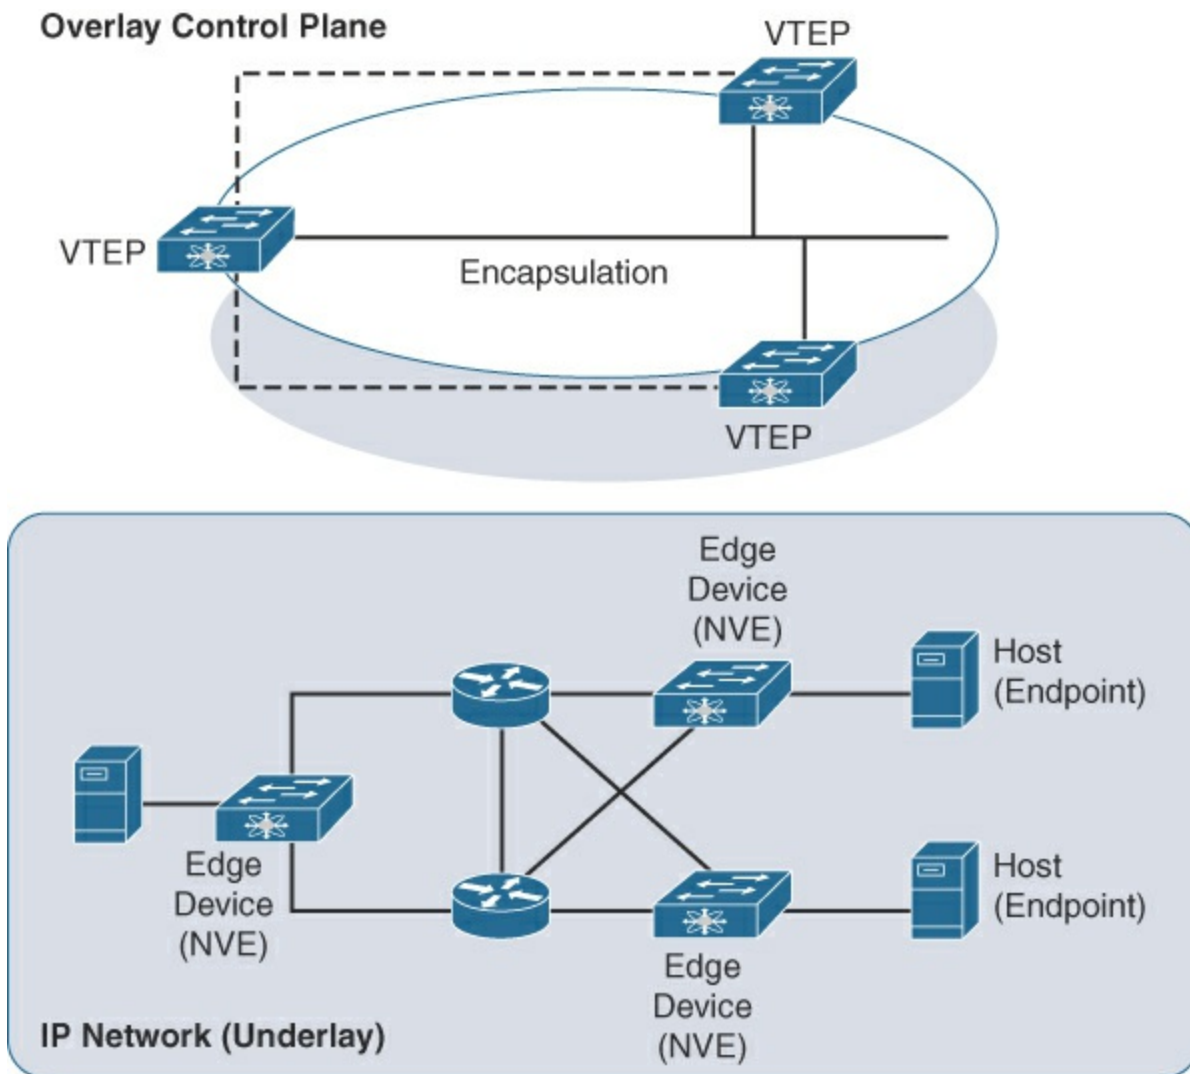 Overlay Control Plane
VTEP
VTEP
Encapsulation
VTEP
Edge
Device
(NVE)
Host
(Endpoint)
Edge
Device
(NVE)
Host
(Endpoint)
Edge
Device
(NVE)
IP Network (Underlay)